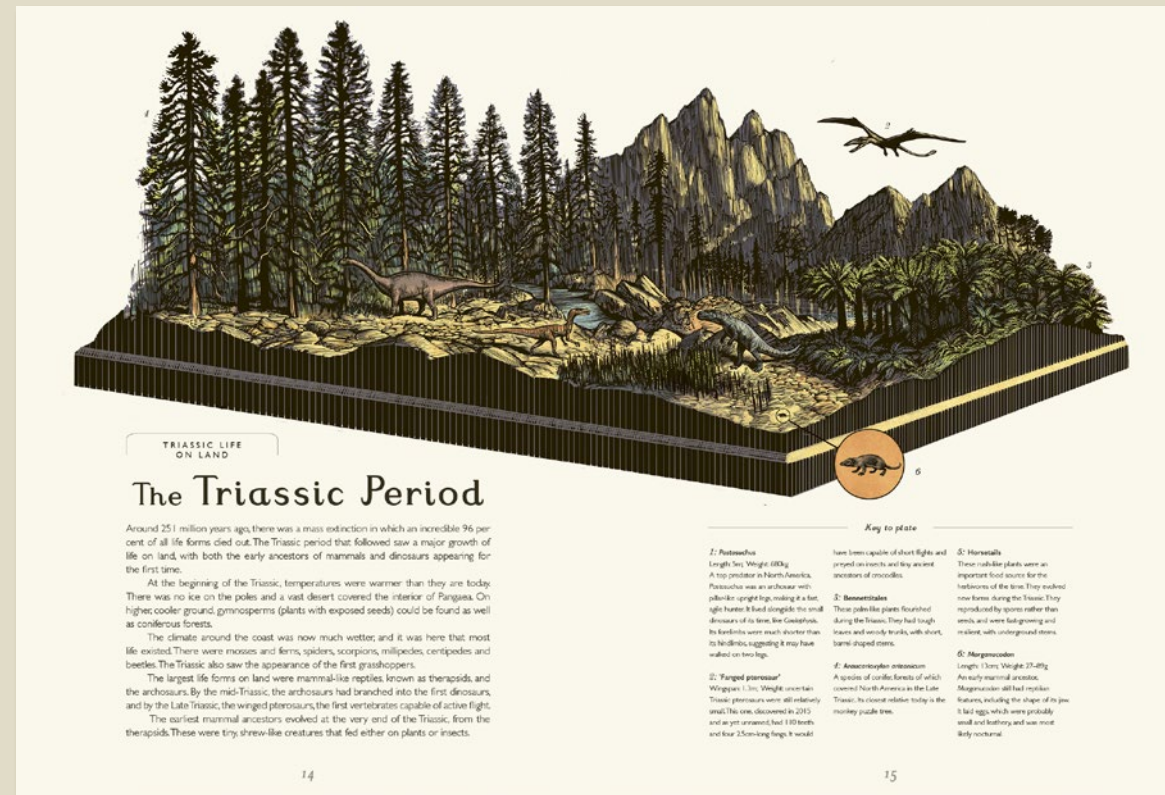 4
2
3
6
TRIASSIC LIFE
ON LAND
The Triassic Period
Around 251 million years ago, there was a mass extinction in which an incredible 96 per
cent of all life forms died out. The Triassic period that followed saw a major growth of
life on land, with both the early ancestors of mammals and dinosaurs appearing for
the first time.
At the beginning of the Triassic, temperatures were warmer than they are today.
There was no ice on the poles and a vast desert covered the interior of Pangaea. On
higher, cooler ground, gymnosperms (plants with exposed seeds) could be found as well
as coniferous forests.
The climate around the coast was now much wetter, and it was here that most
life existed. There were mosses and ferns, spiders, scorpions, millipedes, centipedes and
beetles. The Triassic also saw the appearance of the first grasshoppers.
The largest life forms on land were mammal-like reptiles, known as therapsids, and
the archosaurs. By the mid-Triassic, the archosaurs had branched into the first dinosaurs,
and by the Late Triassic, the winged pterosaurs, the first vertebrates capable of active flight.
The earliest mammal ancestors evolved at the very end of the Triassic, from the
therapsids. These were tiny, shrew-like creatures that fed either on plants or insects.
14
Key to plate
1: Postosuchus
Length: 5m; Weight: 680kg
A top predator in North America,
Postosuchus was an archosaur with
pillar-like upright legs, making it a fast,
agile hunter. It lived alongside the small
dinosaurs of its time, like Coelophysis.
Its forelimbs were much shorter than
its hindlimbs, suggesting it may have
walked on two legs.
2: 'Fanged pterosaur'
Wingspan: 1.3m; Weight: uncertain
Triassic pterosaurs were still relatively
small. This one, discovered in 2015
and as yet unnamed, had 110 teeth
and four 2.5cm-long fangs. It would
have been capable of short flights and
preyed on insects and tiny ancient
ancestors of crocodiles.
3: Bennettitales
These palm-like plants flourished
during the Triassic. They had tough
leaves and woody trunks, with short,
barrel-shaped stems.
4: Araucarioxylon arizonicum
A species of conifer, forests of which
covered North America in the Late
Triassic. Its closest relative today is the
monkey puzzle tree.
5: Horsetails
These rush-like plants were an
important food source for the
herbivores of the time. They evolved
new forms during the Triassic. They
reproduced by spores rather than
seeds, and were fast-growing and
resilient, with underground stems.
6: Morganucodon
Length: 13cm; Weight: 27–89g
An early mammal ancestor,
Morganucodon still had reptilian
features, including the shape of its jaw.
It laid eggs, which were probably
small and leathery, and was most
likely nocturnal.
15